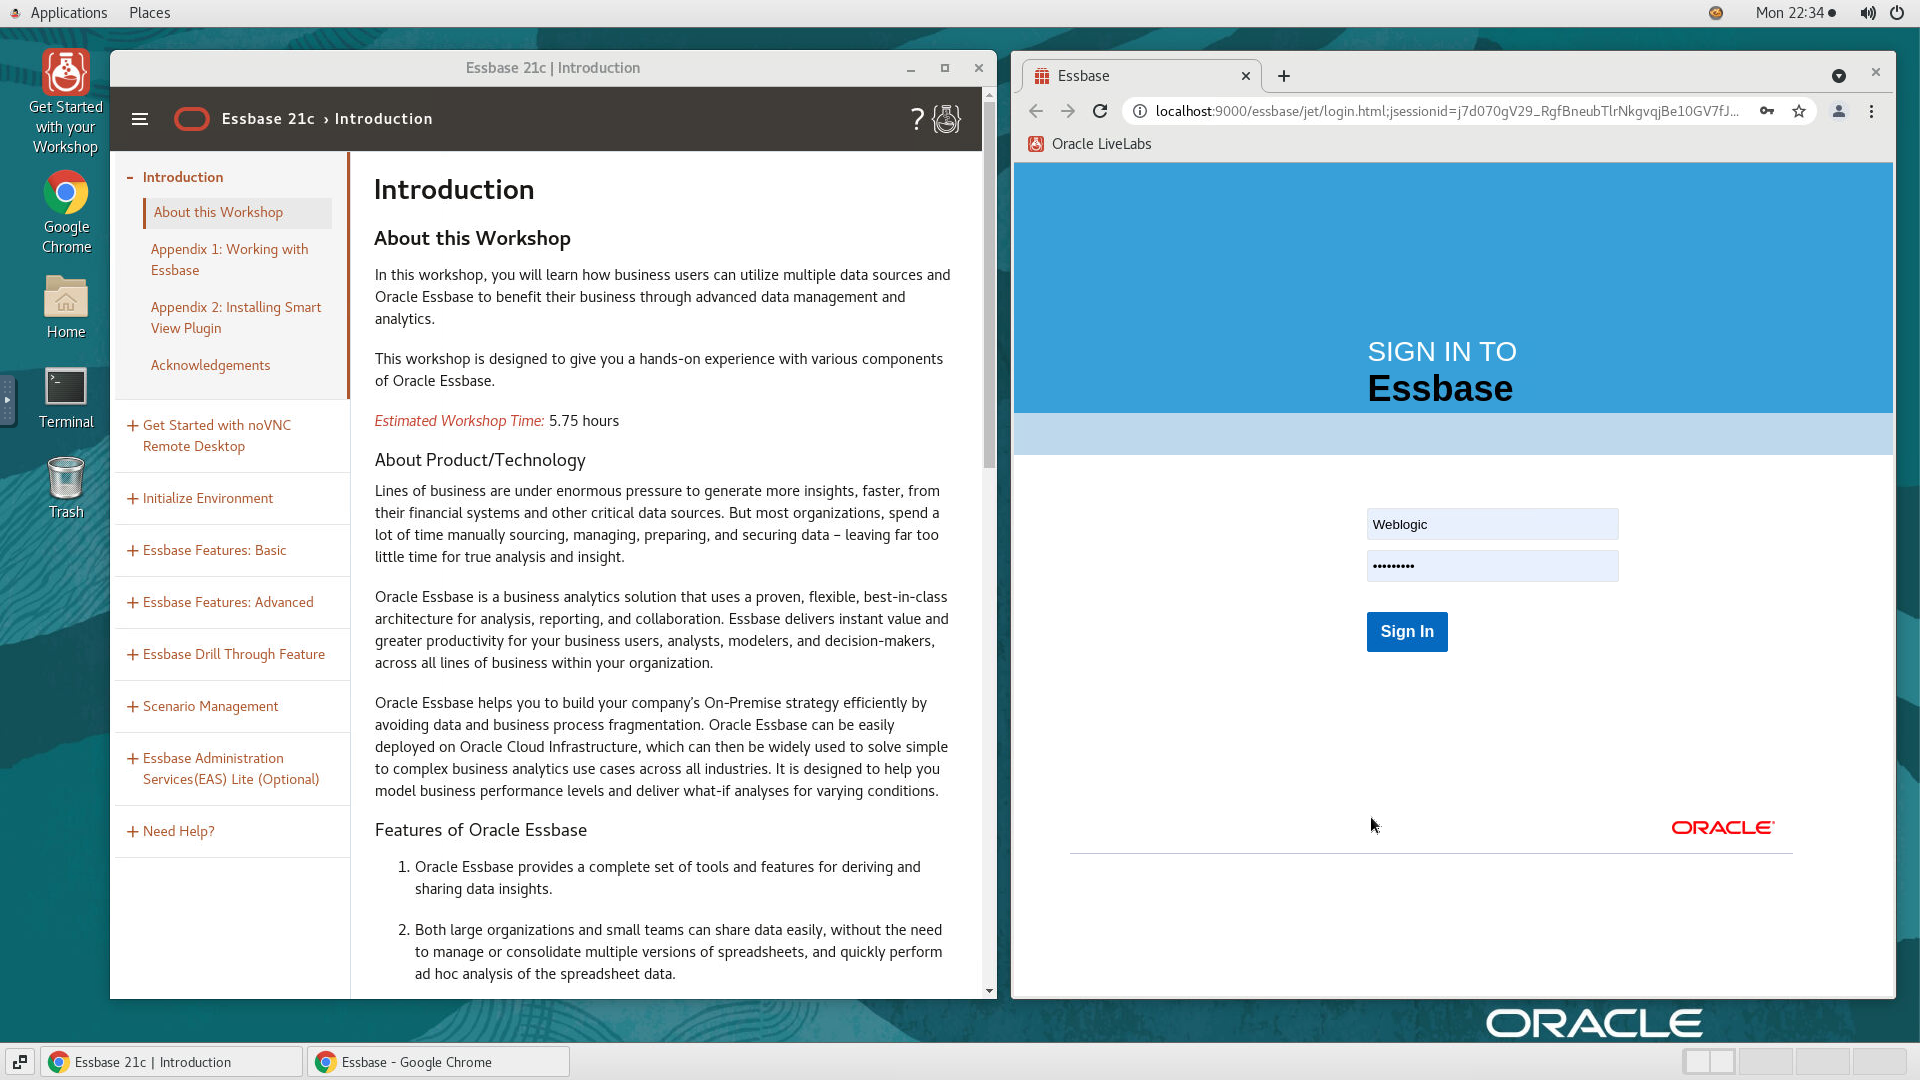 Applications Places Mon 22:34
Get Started
with your
Workshop
Google
Chrome
Home
Terminal
Trash
Essbase 21c | Introduction
Essbase 21c › Introduction
?
- Introduction
About this Workshop
Appendix 1: Working with
Essbase
Appendix 2: Installing Smart
View Plugin
Acknowledgements
+ Get Started with noVNC
Remote Desktop
+ Initialize Environment
+ Essbase Features: Basic
+ Essbase Features: Advanced
+ Essbase Drill Through Feature
+ Scenario Management
+ Essbase Administration
Services(EAS) Lite (Optional)
+ Need Help?
Introduction
About this Workshop
In this workshop, you will learn how business users can utilize multiple data sources and
Oracle Essbase to benefit their business through advanced data management and
analytics.
This workshop is designed to give you a hands-on experience with various components
of Oracle Essbase.
Estimated Workshop Time: 5.75 hours
About Product/Technology
Lines of business are under enormous pressure to generate more insights, faster, from
their financial systems and other critical data sources. But most organizations, spend a
lot of time manually sourcing, managing, preparing, and securing data – leaving far too
little time for true analysis and insight.
Oracle Essbase is a business analytics solution that uses a proven, flexible, best-in-class
architecture for analysis, reporting, and collaboration. Essbase delivers instant value and
greater productivity for your business users, analysts, modelers, and decision-makers,
across all lines of business within your organization.
Oracle Essbase helps you to build your company's On-Premise strategy efficiently by
avoiding data and business process fragmentation. Oracle Essbase can be easily
deployed on Oracle Cloud Infrastructure, which can then be widely used to solve simple
to complex business analytics use cases across all industries. It is designed to help you
model business performance levels and deliver what-if analyses for varying conditions.
Features of Oracle Essbase
1. Oracle Essbase provides a complete set of tools and features for deriving and
sharing data insights.
2. Both large organizations and small teams can share data easily, without the need
to manage or consolidate multiple versions of spreadsheets, and quickly perform
ad hoc analysis of the spreadsheet data.
Essbase
localhost:9000/essbase/jet/login.html;jsessionid=j7d070gV29_RgfBneubTlrNkgvqjBe10GV7fJ...
Oracle LiveLabs
SIGN IN TO
Essbase
Weblogic
•••••••••
Sign In
ORACLE
ORACLE
Essbase 21c | Introduction
Essbase - Google Chrome